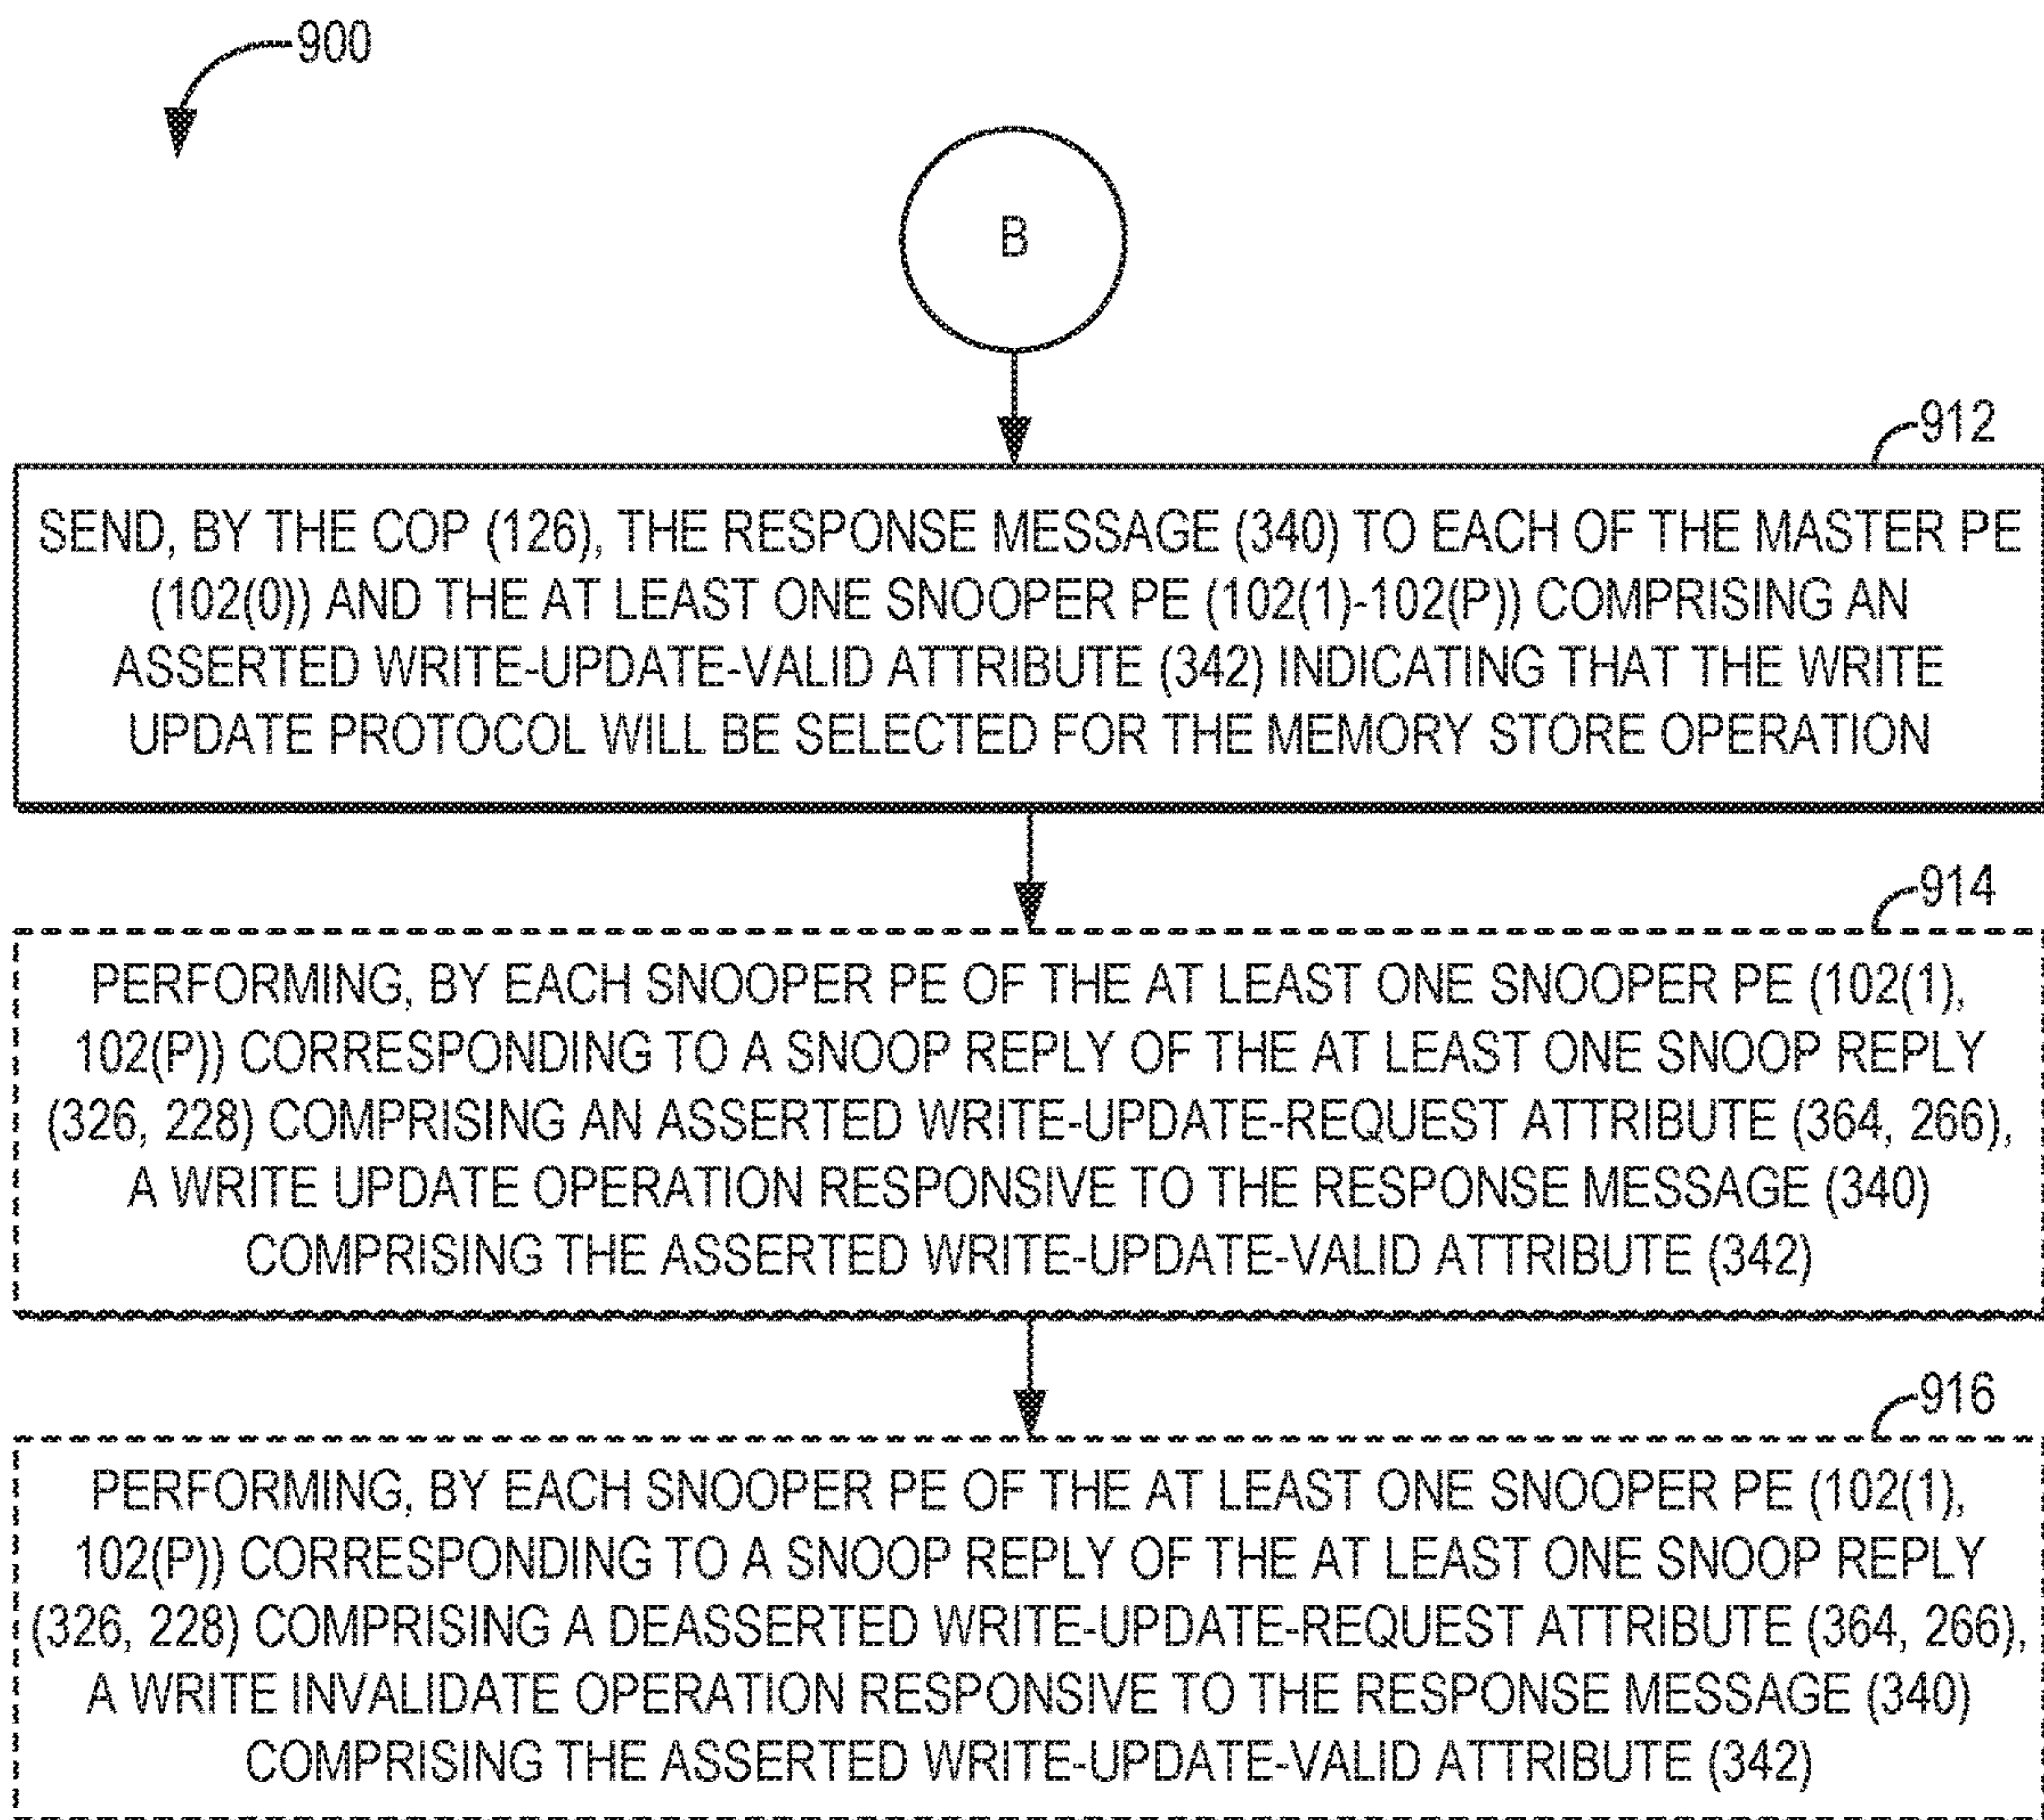 900
B
912
SEND, BY THE COP (126), THE RESPONSE MESSAGE (340) TO EACH OF THE MASTER PE
(102(0)) AND THE AT LEAST ONE SNOOPER PE (102(1)-102(P)) COMPRISING AN
ASSERTED WRITE-UPDATE-VALID ATTRIBUTE (342) INDICATING THAT THE WRITE
UPDATE PROTOCOL WILL BE SELECTED FOR THE MEMORY STORE OPERATION
914
PERFORMING, BY EACH SNOOPER PE OF THE AT LEAST ONE SNOOPER PE (102(1),
102(P)) CORRESPONDING TO A SNOOP REPLY OF THE AT LEAST ONE SNOOP REPLY
(326, 228) COMPRISING AN ASSERTED WRITE-UPDATE-REQUEST ATTRIBUTE (364, 266),
A WRITE UPDATE OPERATION RESPONSIVE TO THE RESPONSE MESSAGE (340)
COMPRISING THE ASSERTED WRITE-UPDATE-VALID ATTRIBUTE (342)
916
PERFORMING, BY EACH SNOOPER PE OF THE AT LEAST ONE SNOOPER PE (102(1),
102(P)) CORRESPONDING TO A SNOOP REPLY OF THE AT LEAST ONE SNOOP REPLY
(326, 228) COMPRISING A DEASSERTED WRITE-UPDATE-REQUEST ATTRIBUTE (364, 266),
A WRITE INVALIDATE OPERATION RESPONSIVE TO THE RESPONSE MESSAGE (340)
COMPRISING THE ASSERTED WRITE-UPDATE-VALID ATTRIBUTE (342)